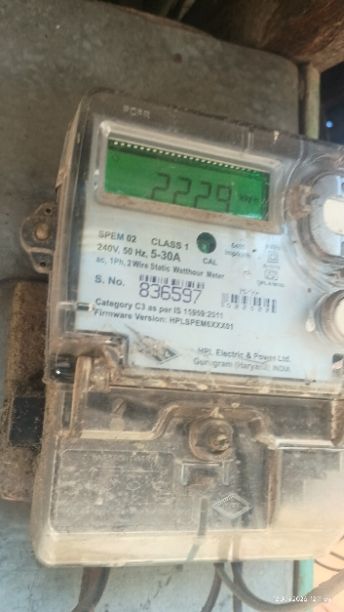 2229 kWh
SPEM 02 CLASS 1
240V, 50 Hz, 5-30A
CAL
ac, 1Ph, 2 Wire Static Watthour Meter
S. No. 836597
Category C3 as per IS 15959:2011
Firmware Version: HPLSPEM6XXX01
HPL Electric & Power Ltd.
Gurugram (Haryana), INDIA